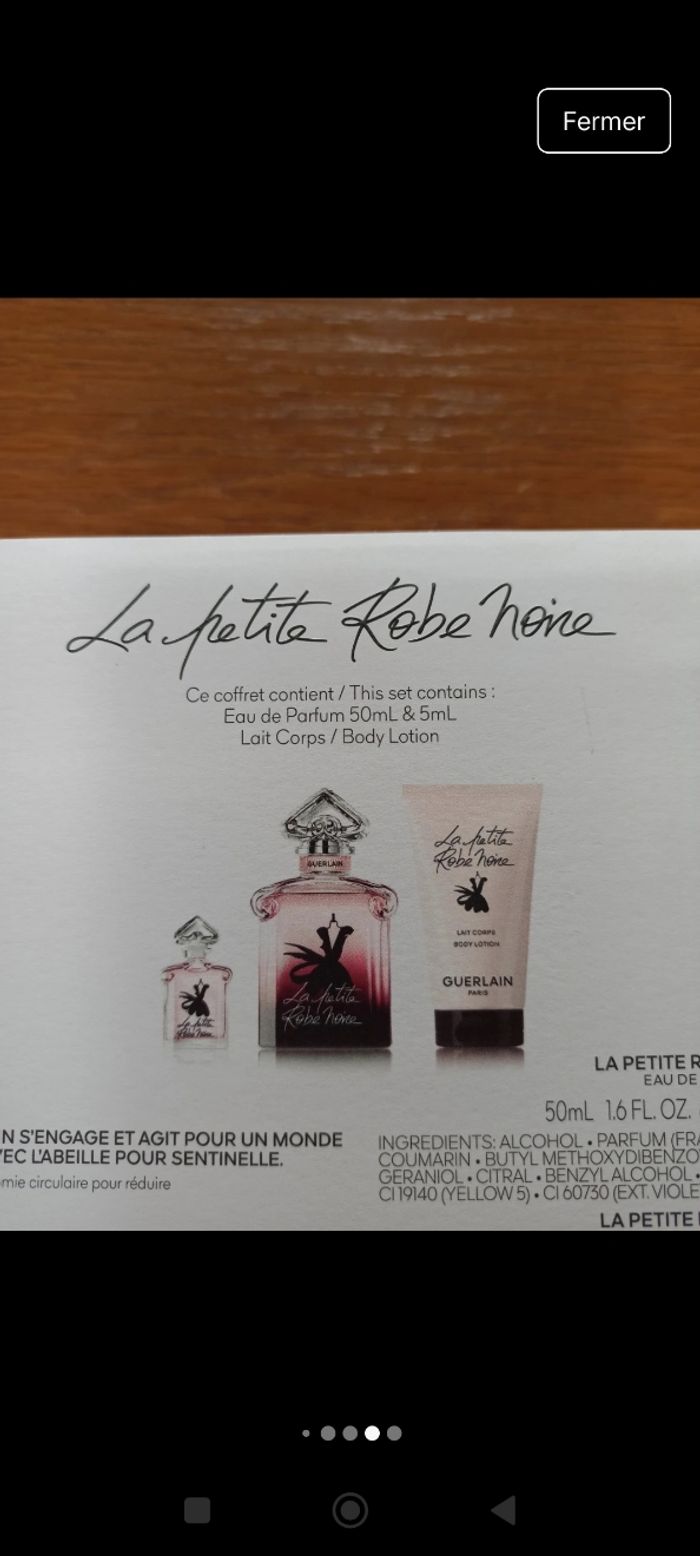 Fermer
La petite Robe noire
Ce coffret contient / This set contains :
Eau de Parfum 50mL & 5mL
Lait Corps / Body Lotion
GUERLAIN
La petite
Robe noire
LAIT CORPS
BODY LOTION
GUERLAIN
PARIS
La petite
Robe noire
La petite
Robe noire
LA PETITE R
EAU DE
50mL 1.6 FL. OZ.
N S'ENGAGE ET AGIT POUR UN MONDE
VEC L'ABEILLE POUR SENTINELLE.
mie circulaire pour réduire
INGREDIENTS: ALCOHOL • PARFUM (FRA
COUMARIN • BUTYL METHOXYDIBENZO
GERANIOL • CITRAL • BENZYL ALCOHOL •
CI 19140 (YELLOW 5) • CI 60730 (EXT. VIOLE
LA PETITE